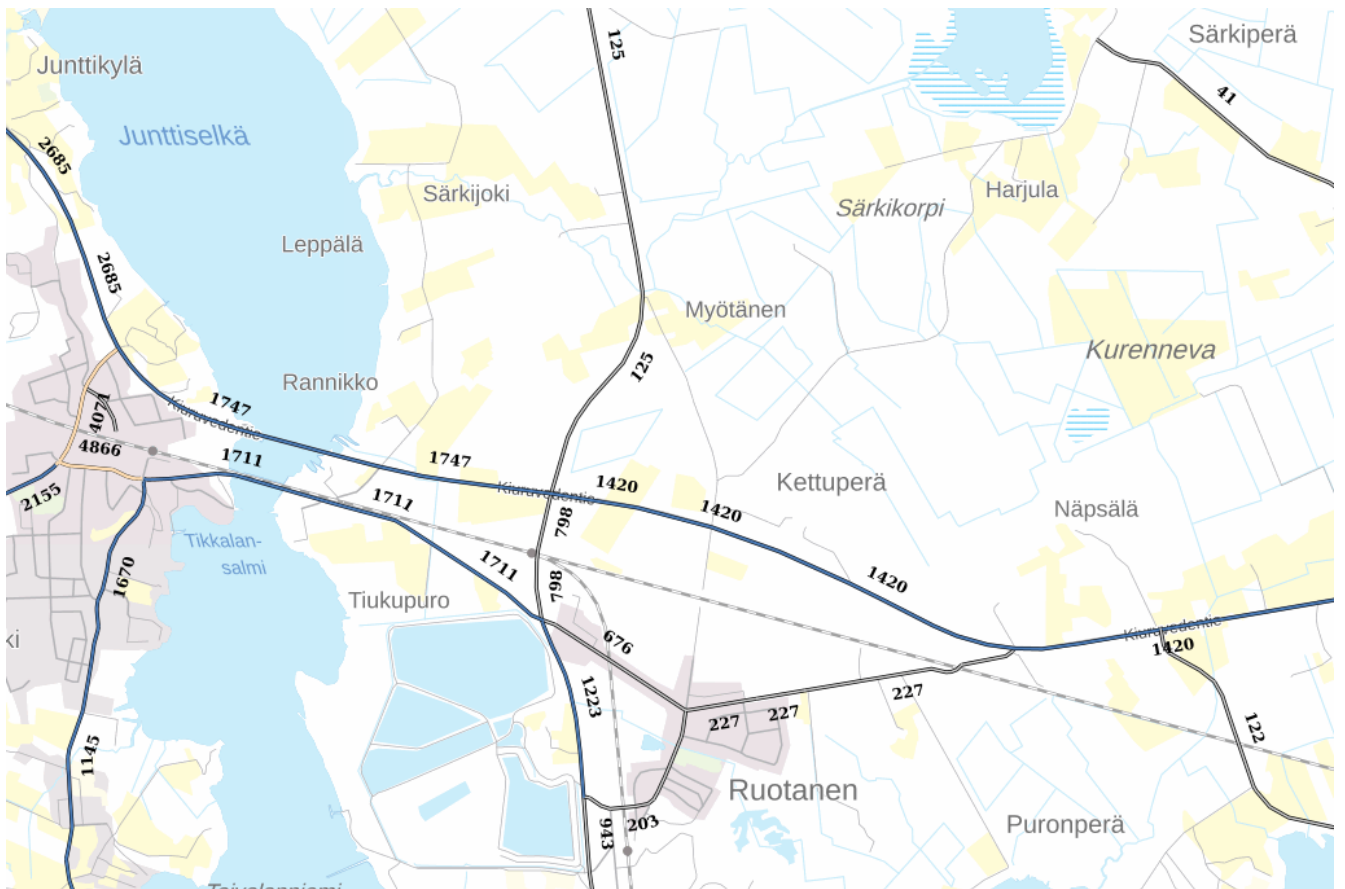 125
Särkiperä
Junttikylä
41
Junttiselkä
2685
Särkijoki
Harjula
Särkikorpi
Leppälä
2685
Myötänen
Kurenneva
125
Rannikko
1747
Kiuruvedentie
4071
4866
1711
1747
1420
Kiuruvedentie
Kettuperä
2155
1711
1420
Näpsälä
798
Tikkalan-
salmi
1711
1420
1670
798
Tiukupuro
ki
676
Kiuruvedentie
1420
1223
227
227
227
122
1145
Ruotanen
943
203
Puronperä